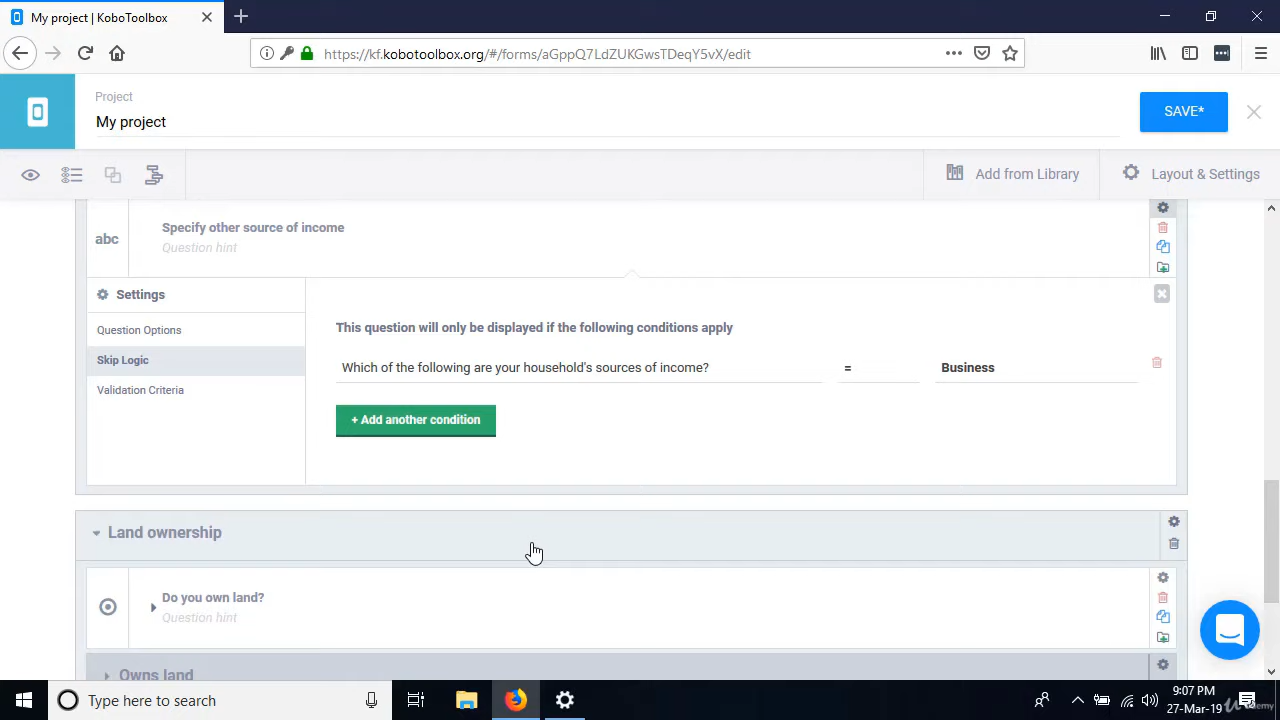 My project | KoboToolbox
https://kf.kobotoolbox.org/#/forms/aGppQ7LdZUKGwsTDeqY5vX/edit
Project
My project
SAVE*
Add from Library
Layout & Settings
abc
Specify other source of income
Question hint
Settings
Question Options
Skip Logic
Validation Criteria
This question will only be displayed if the following conditions apply
Which of the following are your household's sources of income? = Business
+ Add another condition
Land ownership
Do you own land?
Question hint
Owns land
Type here to search
9:07 PM
27-Mar-19
Udemy